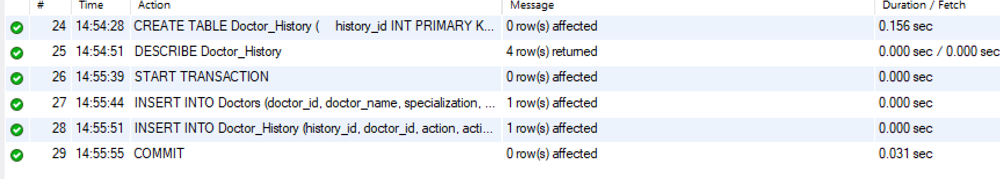 # Time Action Message Duration / Fetch
24 14:54:28 CREATE TABLE Doctor_History ( history_id INT PRIMARY K... 0 row(s) affected 0.156 sec
25 14:54:51 DESCRIBE Doctor_History 4 row(s) returned 0.000 sec / 0.000 sec
26 14:55:39 START TRANSACTION 0 row(s) affected 0.000 sec
27 14:55:44 INSERT INTO Doctors (doctor_id, doctor_name, specialization, ... 1 row(s) affected 0.000 sec
28 14:55:51 INSERT INTO Doctor_History (history_id, doctor_id, action, acti... 1 row(s) affected 0.000 sec
29 14:55:55 COMMIT 0 row(s) affected 0.031 sec